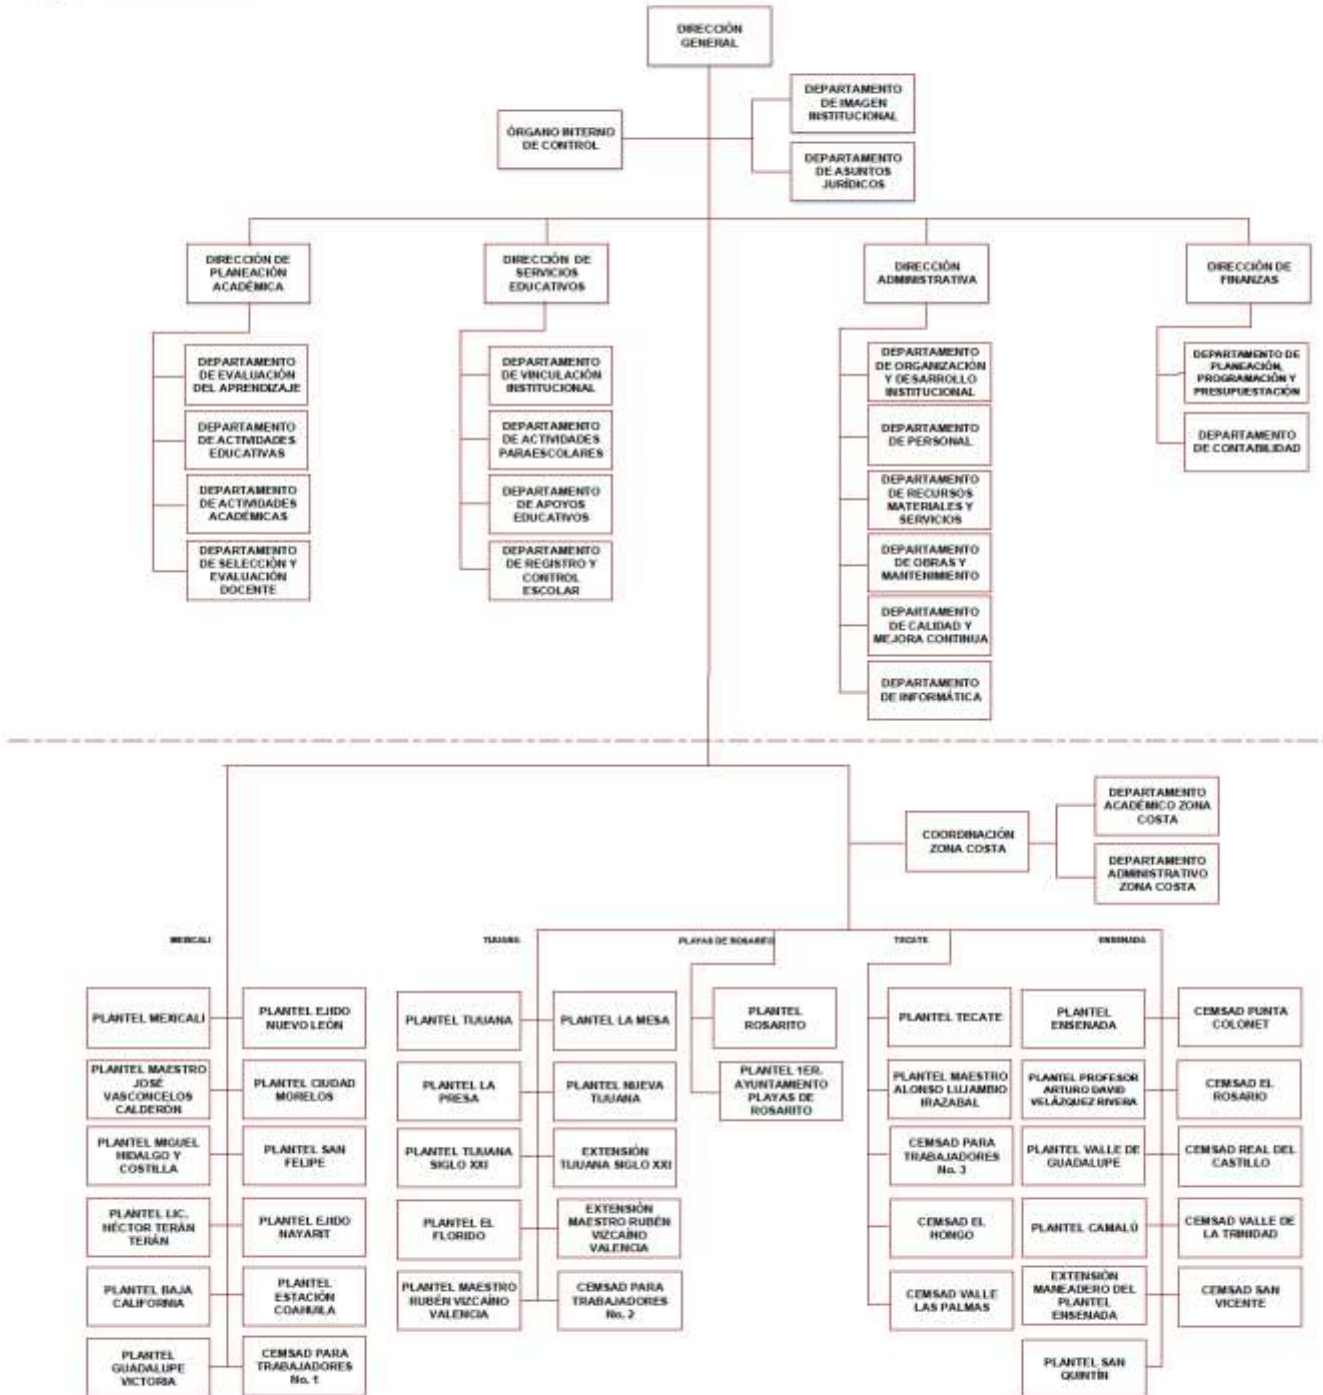 DIRECCIÓN
GENERAL
DEPARTAMENTO
DE IMAGEN
INSTITUCIONAL
ÓRGANO INTERNO
DE CONTROL
DEPARTAMENTO
DE ASUNTOS
JURÍDICOS
DIRECCIÓN DE
PLANEACIÓN
ACADÉMICA
DIRECCIÓN DE
SERVICIOS
EDUCATIVOS
DIRECCIÓN
ADMINISTRATIVA
DIRECCIÓN DE
FINANZAS
DEPARTAMENTO
DE EVALUACIÓN
DEL APRENDIZAJE
DEPARTAMENTO
DE ACTIVIDADES
EDUCATIVAS
DEPARTAMENTO
DE ACTIVIDADES
ACADÉMICAS
DEPARTAMENTO
DE SELECCIÓN Y
EVALUACIÓN
DOCENTE
DEPARTAMENTO
DE VINCULACIÓN
INSTITUCIONAL
DEPARTAMENTO
DE ACTIVIDADES
PARAESCOLARES
DEPARTAMENTO
DE APOYOS
EDUCATIVOS
DEPARTAMENTO
DE REGISTRO Y
CONTROL
ESCOLAR
DEPARTAMENTO
DE ORGANIZACIÓN
Y DESARROLLO
INSTITUCIONAL
DEPARTAMENTO
DE PERSONAL
DEPARTAMENTO
DE RECURSOS
MATERIALES Y
SERVICIOS
DEPARTAMENTO
DE OBRAS Y
MANTENIMIENTO
DEPARTAMENTO
DE CALIDAD Y
MEJORA CONTINUA
DEPARTAMENTO
DE INFORMÁTICA
DEPARTAMENTO DE
PLANEACIÓN,
PROGRAMACIÓN Y
PRESUPUESTACIÓN
DEPARTAMENTO
DE CONTABILIDAD
DEPARTAMENTO
ACADÉMICO ZONA
COSTA
COORDINACIÓN
ZONA COSTA
DEPARTAMENTO
ADMINISTRATIVO
ZONA COSTA
MEXICALI
PLANTEL MEXICALI
PLANTEL EJIDO
NUEVO LEÓN
PLANTEL MAESTRO
JOSÉ
VASCONCELOS
CALDERÓN
PLANTEL CIUDAD
MORELOS
PLANTEL MIGUEL
HIDALGO Y
COSTILLA
PLANTEL SAN
FELIPE
PLANTEL LIC.
HÉCTOR TERÁN
TERÁN
PLANTEL EJIDO
NAYARIT
PLANTEL BAJA
CALIFORNIA
PLANTEL
ESTACIÓN
COAHUILA
PLANTEL
GUADALUPE
VICTORIA
CEMSAD PARA
TRABAJADORES
No. 1
TIJUANA
PLANTEL TIJUANA
PLANTEL LA MESA
PLANTEL LA
PRESA
PLANTEL NUEVA
TIJUANA
PLANTEL TIJUANA
SIGLO XXI
EXTENSIÓN
TIJUANA SIGLO XXI
PLANTEL EL
FLORIDO
EXTENSIÓN
MAESTRO RUBÉN
VIZCAÍNO
VALENCIA
PLANTEL MAESTRO
RUBÉN VIZCAÍNO
VALENCIA
CEMSAD PARA
TRABAJADORES
No. 2
PLAYAS DE ROSARITO
PLANTEL
ROSARITO
PLANTEL 1ER.
AYUNTAMIENTO
PLAYAS DE
ROSARITO
TECATE
PLANTEL TECATE
PLANTEL MAESTRO
ALONSO LUJAMBIO
IRAZABAL
CEMSAD PARA
TRABAJADORES
No. 3
CEMSAD EL
HONGO
CEMSAD VALLE
LAS PALMAS
ENSENADA
PLANTEL
ENSENADA
CEMSAD PUNTA
COLONET
PLANTEL PROFESOR
ARTURO DAVID
VELÁZQUEZ RIVERA
CEMSAD EL
ROSARIO
PLANTEL VALLE DE
GUADALUPE
CEMSAD REAL DEL
CASTILLO
PLANTEL CAMALÚ
CEMSAD VALLE DE
LA TRINIDAD
EXTENSIÓN
MANEADERO DEL
PLANTEL
ENSENADA
CEMSAD SAN
VICENTE
PLANTEL SAN
QUINTÍN